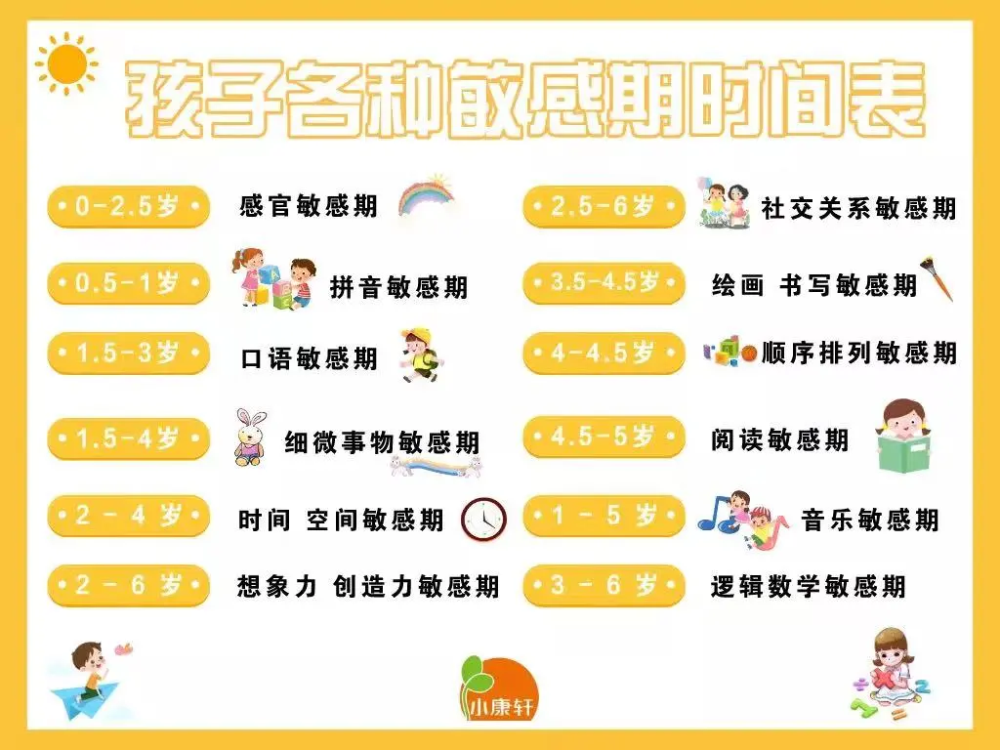 孩子各种敏感期时间表
0-2.5岁 感官敏感期
0.5-1岁 拼音敏感期
1.5-3岁 口语敏感期
1.5-4岁 细微事物敏感期
2 - 4 岁 时间 空间敏感期
2 - 6 岁 想象力 创造力敏感期
2.5-6岁 社交关系敏感期
3.5-4.5岁 绘画 书写敏感期
4-4.5岁 顺序排列敏感期
4.5-5岁 阅读敏感期
1 - 5 岁 音乐敏感期
3 - 6 岁 逻辑数学敏感期
小康轩